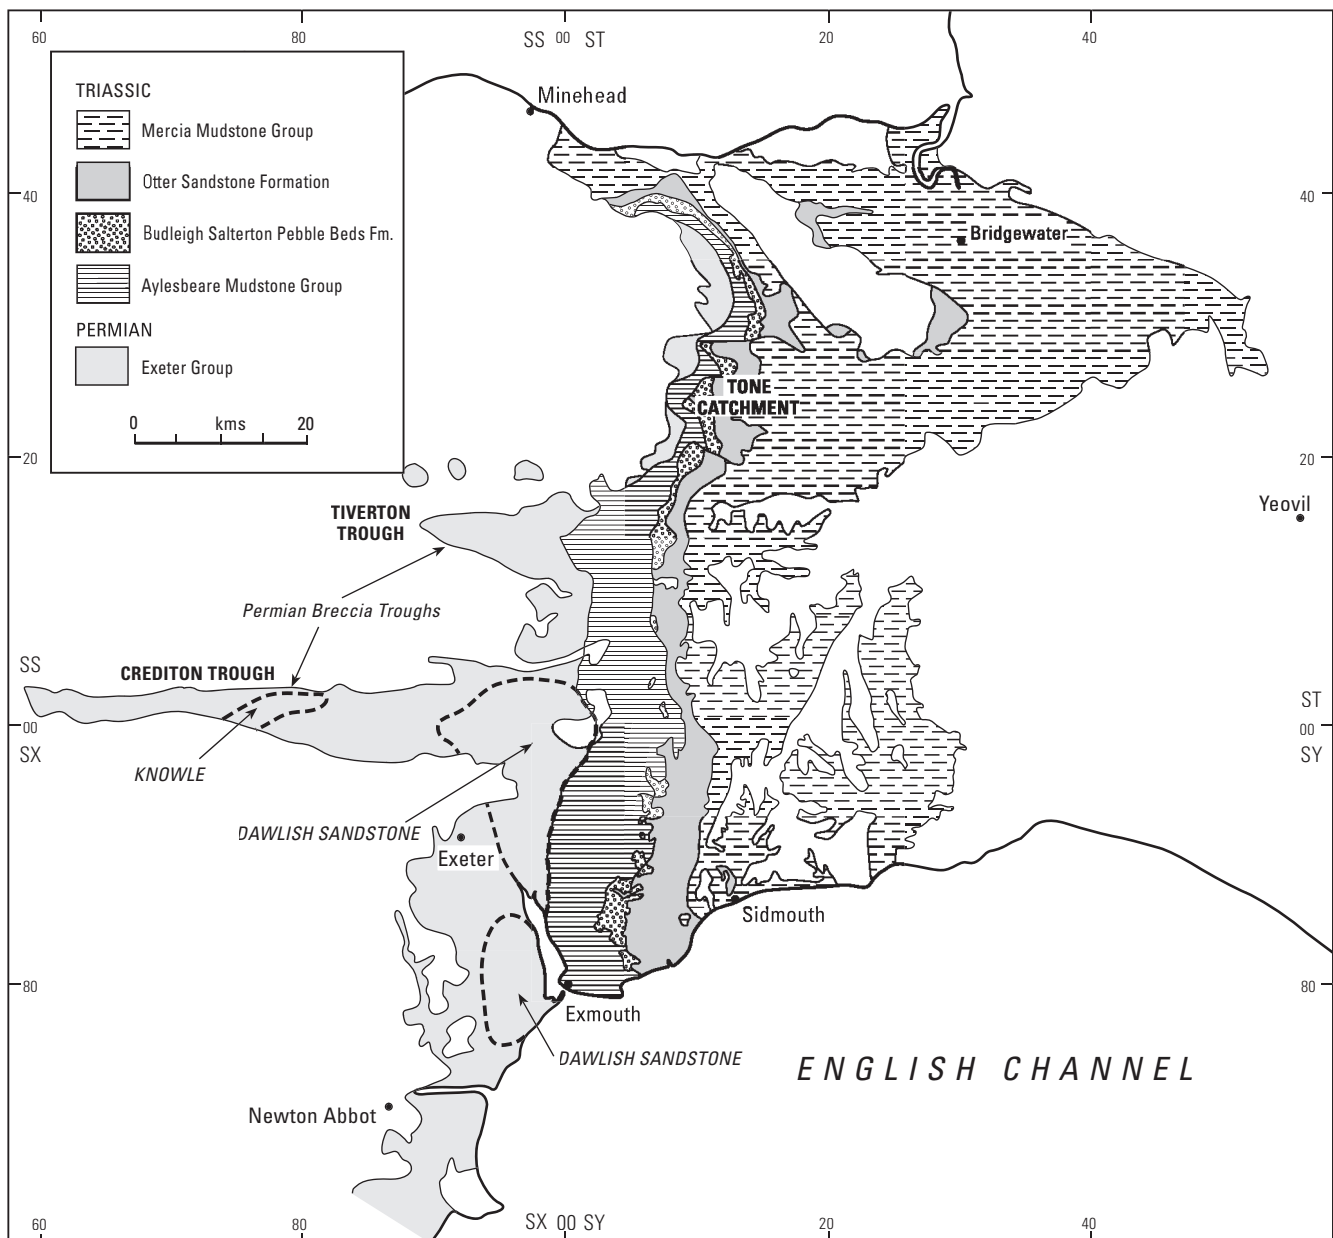 60
80
SS 00 ST
20
40
TRIASSIC
Mercia Mudstone Group
Otter Sandstone Formation
Budleigh Salterton Pebble Beds Fm.
Aylesbeare Mudstone Group
PERMIAN
Exeter Group
0 kms 20
Minehead
40
40
Bridgewater
TONE
CATCHMENT
20
20
Yeovil
TIVERTON
TROUGH
Permian Breccia Troughs
SS
CREDITON TROUGH
ST
00
00
SX
SY
KNOWLE
DAWLISH SANDSTONE
Exeter
Sidmouth
80
80
Exmouth
DAWLISH SANDSTONE
ENGLISH CHANNEL
Newton Abbot
60
80
SX 00 SY
20
40